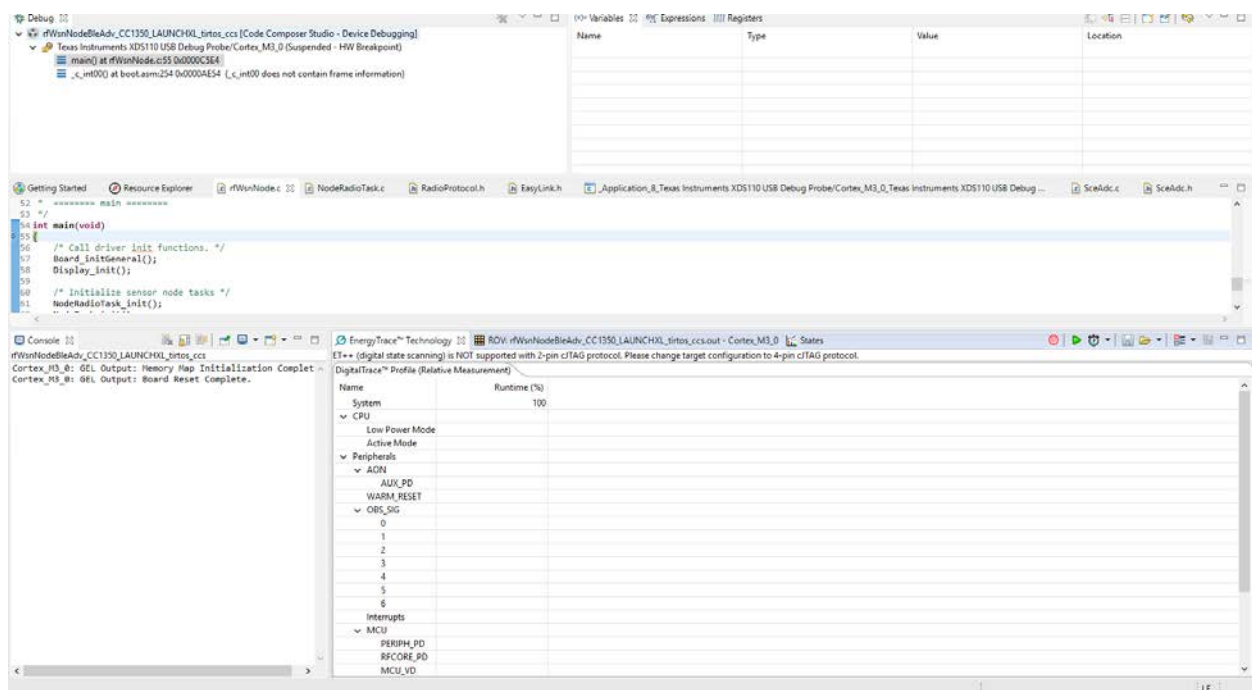 Debug
(x)= Variables Expressions Registers
rfWsnNodeBleAdv_CC1350_LAUNCHXL_tirtos_ccs [Code Composer Studio - Device Debugging]
Texas Instruments XDS110 USB Debug Probe/Cortex_M3_0 (Suspended - HW Breakpoint)
main() at rfWsnNode.c:55 0x0000C5E4
_c_int00() at boot.asm:254 0x0000AE54 (_c_int00 does not contain frame information)
Name Type Value Location
Getting Started Resource Explorer rfWsnNode.c NodeRadioTask.c RadioProtocol.h EasyLink.h _Application_8_Texas Instruments XDS110 USB Debug Probe/Cortex_M3_0_Texas Instruments XDS110 USB Debug ... SceAdc.c SceAdc.h
52 * ======== main ========
53 */
54 int main(void)
55 {
56 /* Call driver init functions. */
57 Board_initGeneral();
58 Display_init();
59
60 /* Initialize sensor node tasks */
61 NodeRadioTask_init();
Console
rfWsnNodeBleAdv_CC1350_LAUNCHXL_tirtos_ccs
Cortex_M3_0: GEL Output: Memory Map Initialization Complet
Cortex_M3_0: GEL Output: Board Reset Complete.
EnergyTrace™ Technology ROV: rfWsnNodeBleAdv_CC1350_LAUNCHXL_tirtos_ccs.out - Cortex_M3_0 States
ET++ (digital state scanning) is NOT supported with 2-pin cJTAG protocol. Please change target configuration to 4-pin cJTAG protocol.
DigitalTrace™ Profile (Relative Measurement)
Name Runtime (%)
System 100
CPU
Low Power Mode
Active Mode
Peripherals
AON
AUX_PD
WARM_RESET
OBS_SIG
0
1
2
3
4
5
6
Interrupts
MCU
PERIPH_PD
RFCORE_PD
MCU_VD
LE